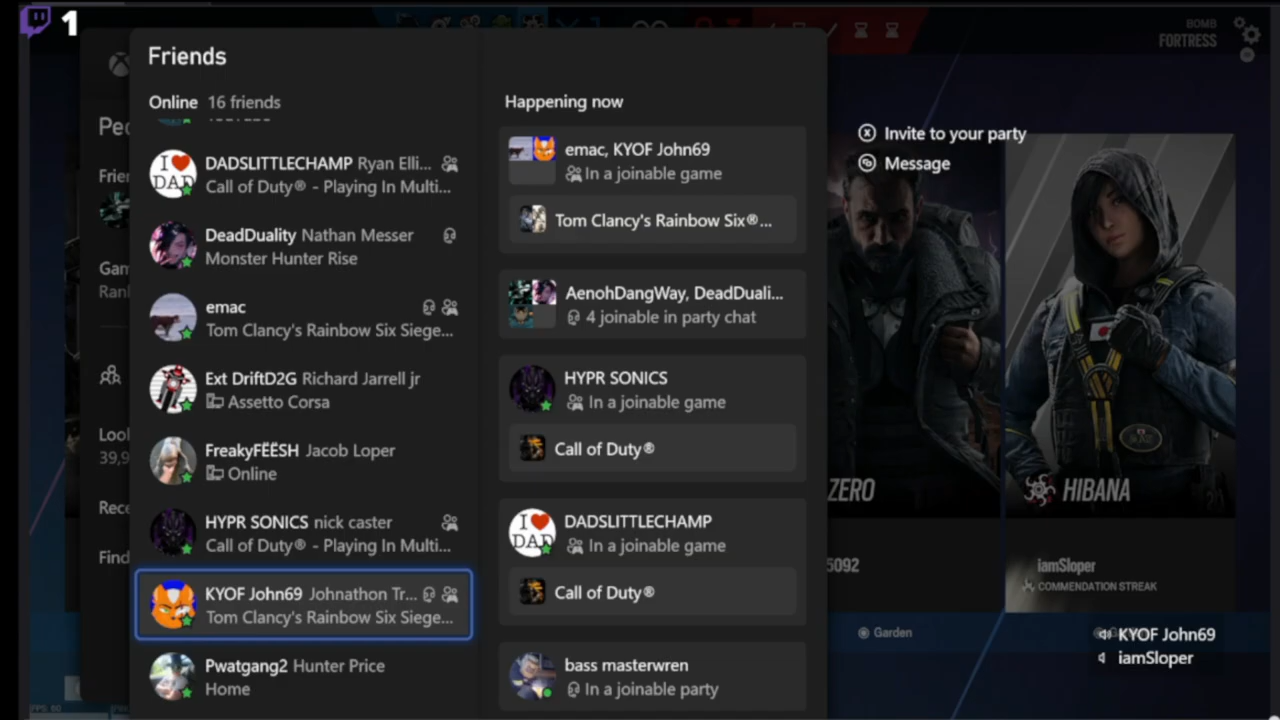 1
BOMB
FORTRESS
Friends
Online 16 friends
DADSLITTLECHAMP Ryan Elli...
Call of Duty® - Playing In Multi...
DeadDuality Nathan Messer
Monster Hunter Rise
emac
Tom Clancy's Rainbow Six Siege...
Ext DriftD2G Richard Jarrell jr
Assetto Corsa
FreakyFËËSH Jacob Loper
Online
HYPR SONICS nick caster
Call of Duty® - Playing In Multi...
KYOF John69 Johnathon Tr...
Tom Clancy's Rainbow Six Siege...
Pwatgang2 Hunter Price
Home
Happening now
emac, KYOF John69
In a joinable game
Tom Clancy's Rainbow Six®...
AenohDangWay, DeadDuali...
4 joinable in party chat
HYPR SONICS
In a joinable game
Call of Duty®
I DAD
DADSLITTLECHAMP
In a joinable game
Call of Duty®
bass masterwren
In a joinable party
Invite to your party
Message
ZERO
HIBANA
5092
iamSloper
COMMENDATION STREAK
Garden
KYOF John69
iamSloper
Find
FPS: 60